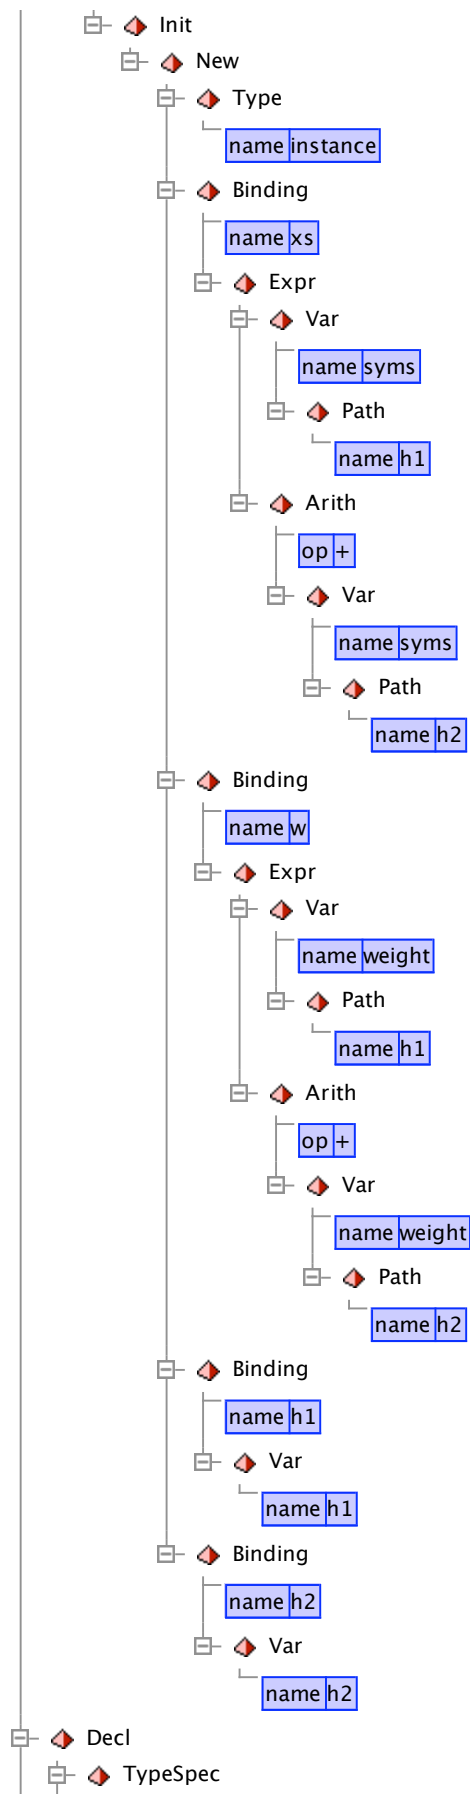 Init
New
Type
name instance
Binding
name xs
Expr
Var
name syms
Path
name h1
Arith
op +
Var
name syms
Path
name h2
Binding
name w
Expr
Var
name weight
Path
name h1
Arith
op +
Var
name weight
Path
name h2
Binding
name h1
Var
name h1
Binding
name h2
Var
name h2
Decl
TypeSpec